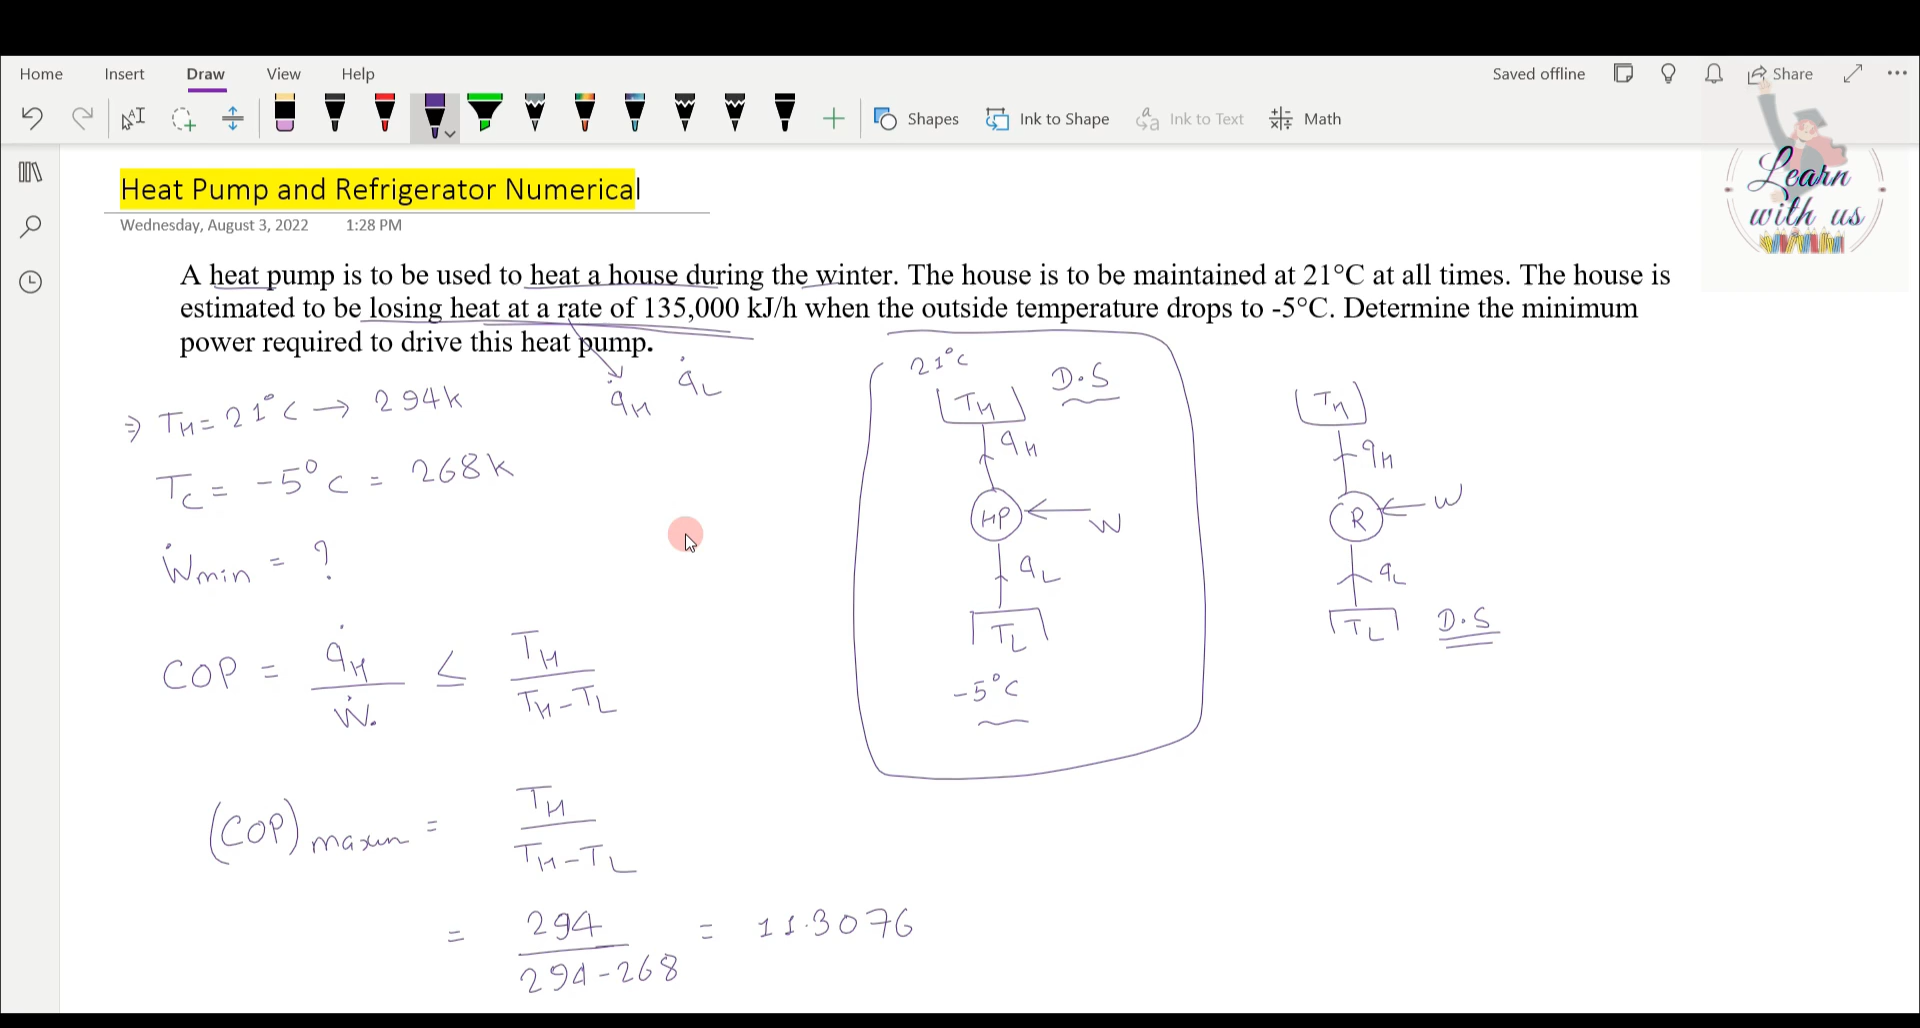 Home Insert Draw View Help Saved offline Share
Shapes Ink to Shape Ink to Text Math
Learn
with us
Heat Pump and Refrigerator Numerical
Wednesday, August 3, 2022 1:28 PM
A heat pump is to be used to heat a house during the winter. The house is to be maintained at 21°C at all times. The house is
estimated to be losing heat at a rate of 135,000 kJ/h when the outside temperature drops to -5°C. Determine the minimum
power required to drive this heat pump.
q̇H q̇L
⇒ TH = 21°C → 294k
TC = -5°C = 268k
Ẇmin = ?
COP = q̇H / Ẇ. ≤ TH / TH-TL
(COP) maxm = TH / TH-TL
= 294 / 294-268 = 11.3076
21°C
TH D.S
qH
HP W
qL
TL
-5°C
TH
qH
R W
qL
TL D.S